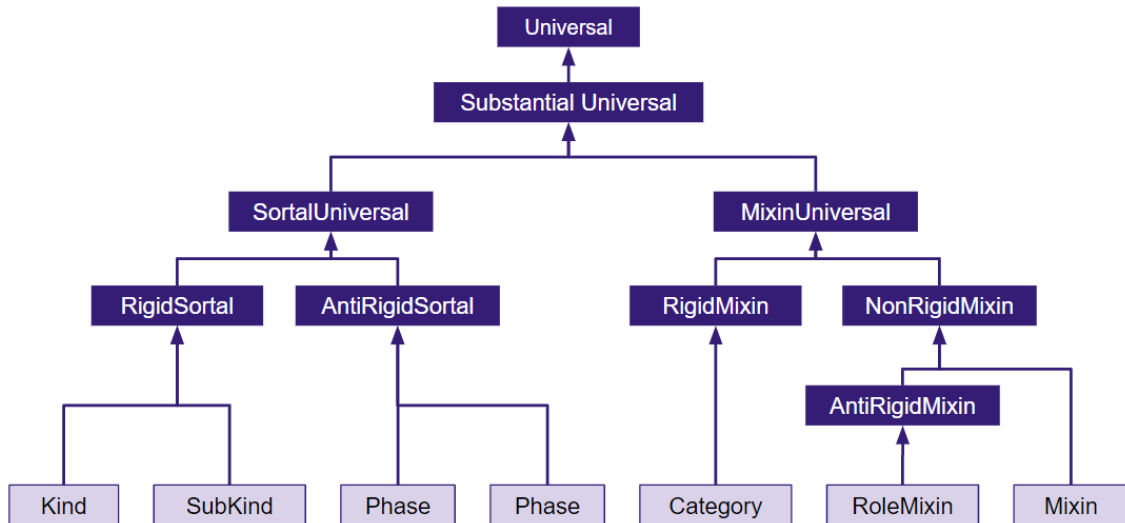 Universal
Substantial Universal
SortalUniversal
MixinUniversal
RigidSortal
AntiRigidSortal
RigidMixin
NonRigidMixin
AntiRigidMixin
Kind
SubKind
Phase
Phase
Category
RoleMixin
Mixin